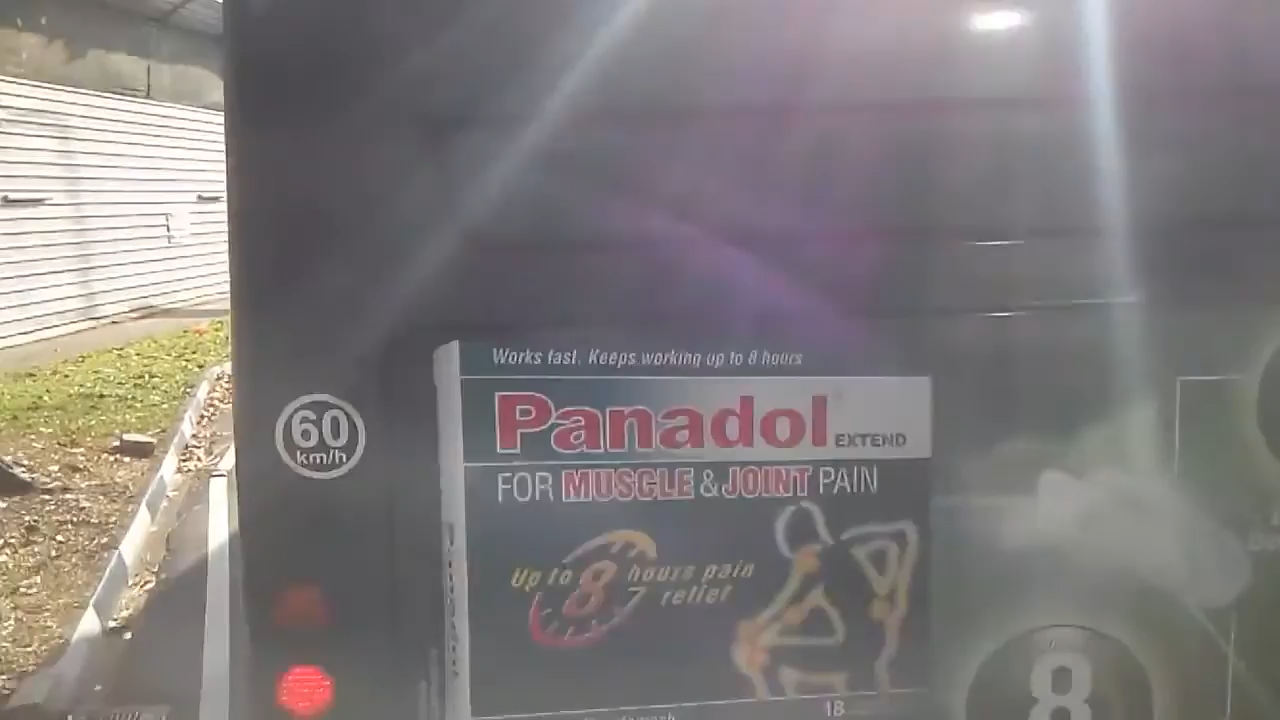 Works fast. Keeps working up to 8 hours
Panadol EXTEND
FOR MUSCLE & JOINT PAIN
60
km/h
Up to 8 hours pain
relief
Panadol
18
8